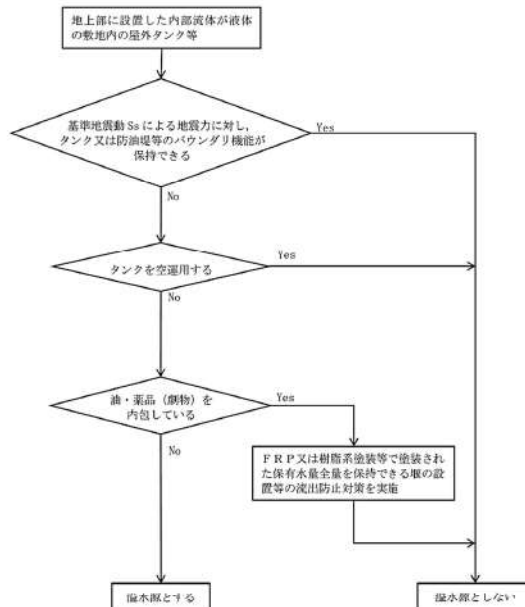 地上部に設置した内部流体が液体
の敷地内の屋外タンク等
基準地震動 Ss による地震力に対し，
タンク又は防油堤等のバウンダリ機能が
保持できる
Yes
No
タンクを空運用する
Yes
No
油・薬品（劇物）を
内包している
Yes
No
ＦＲＰ又は樹脂系塗装等で塗装され
た保有水量全量を保持できる堰の設
置等の流出防止対策を実施
溢水源とする
溢水源としない